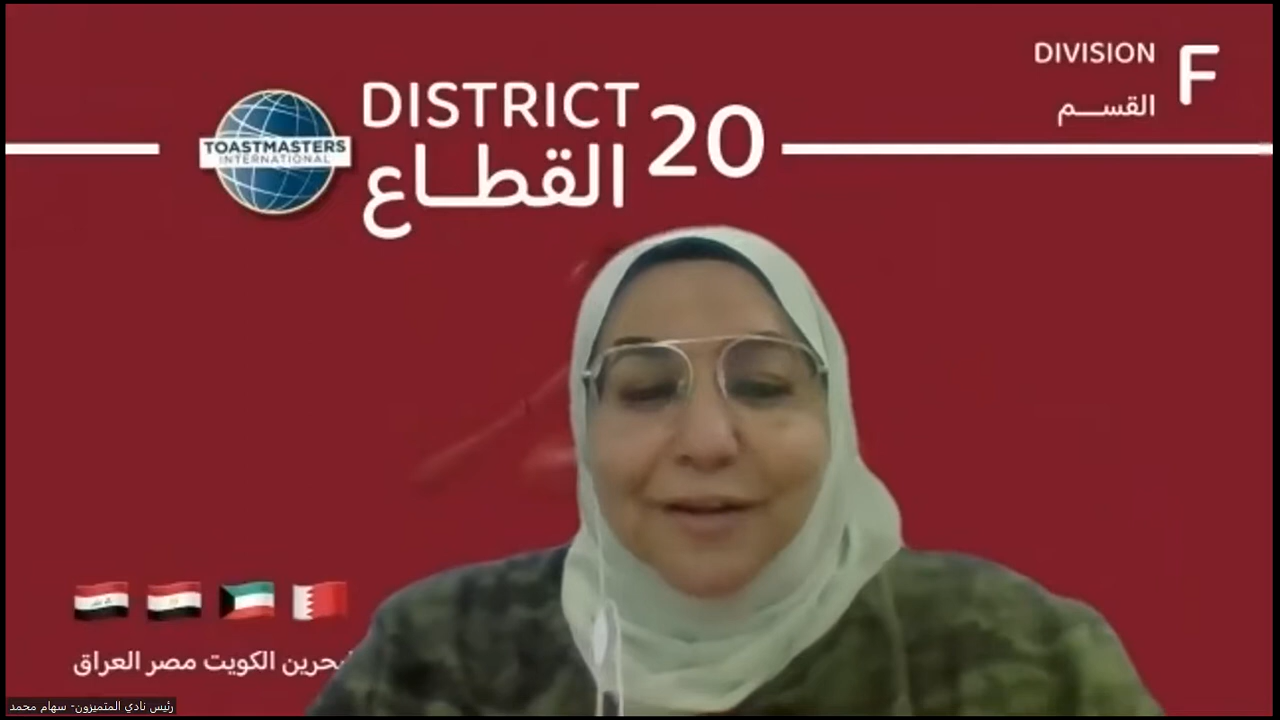 DIVISION F
القسم
TOASTMASTERS
INTERNATIONAL
DISTRICT 20
القطاع
البحرين الكويت مصر العراق
رئيس نادي المتميزون- سهام محمد